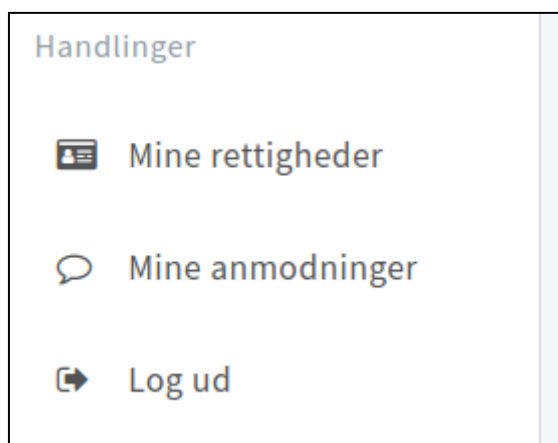 Handlinger
Mine rettigheder
Mine anmodninger
Log ud